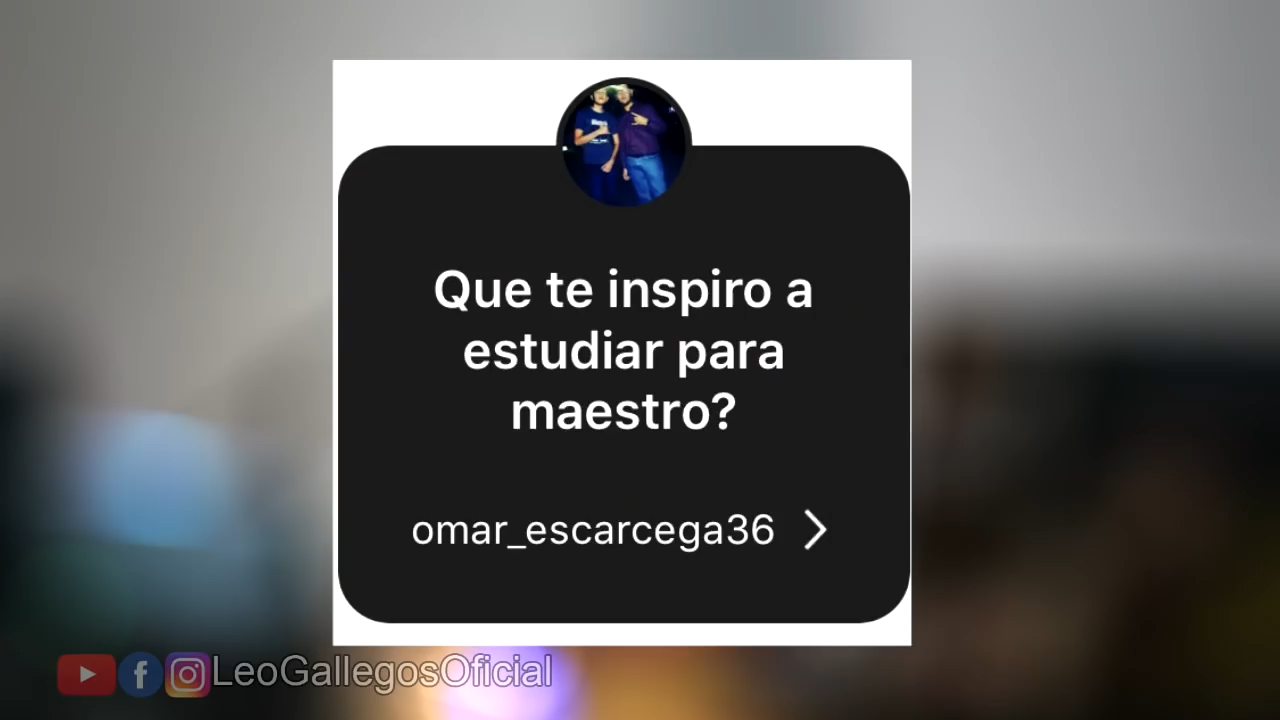 Que te inspiro a
estudiar para
maestro?
omar_escarcega36
LeoGallegosOficial